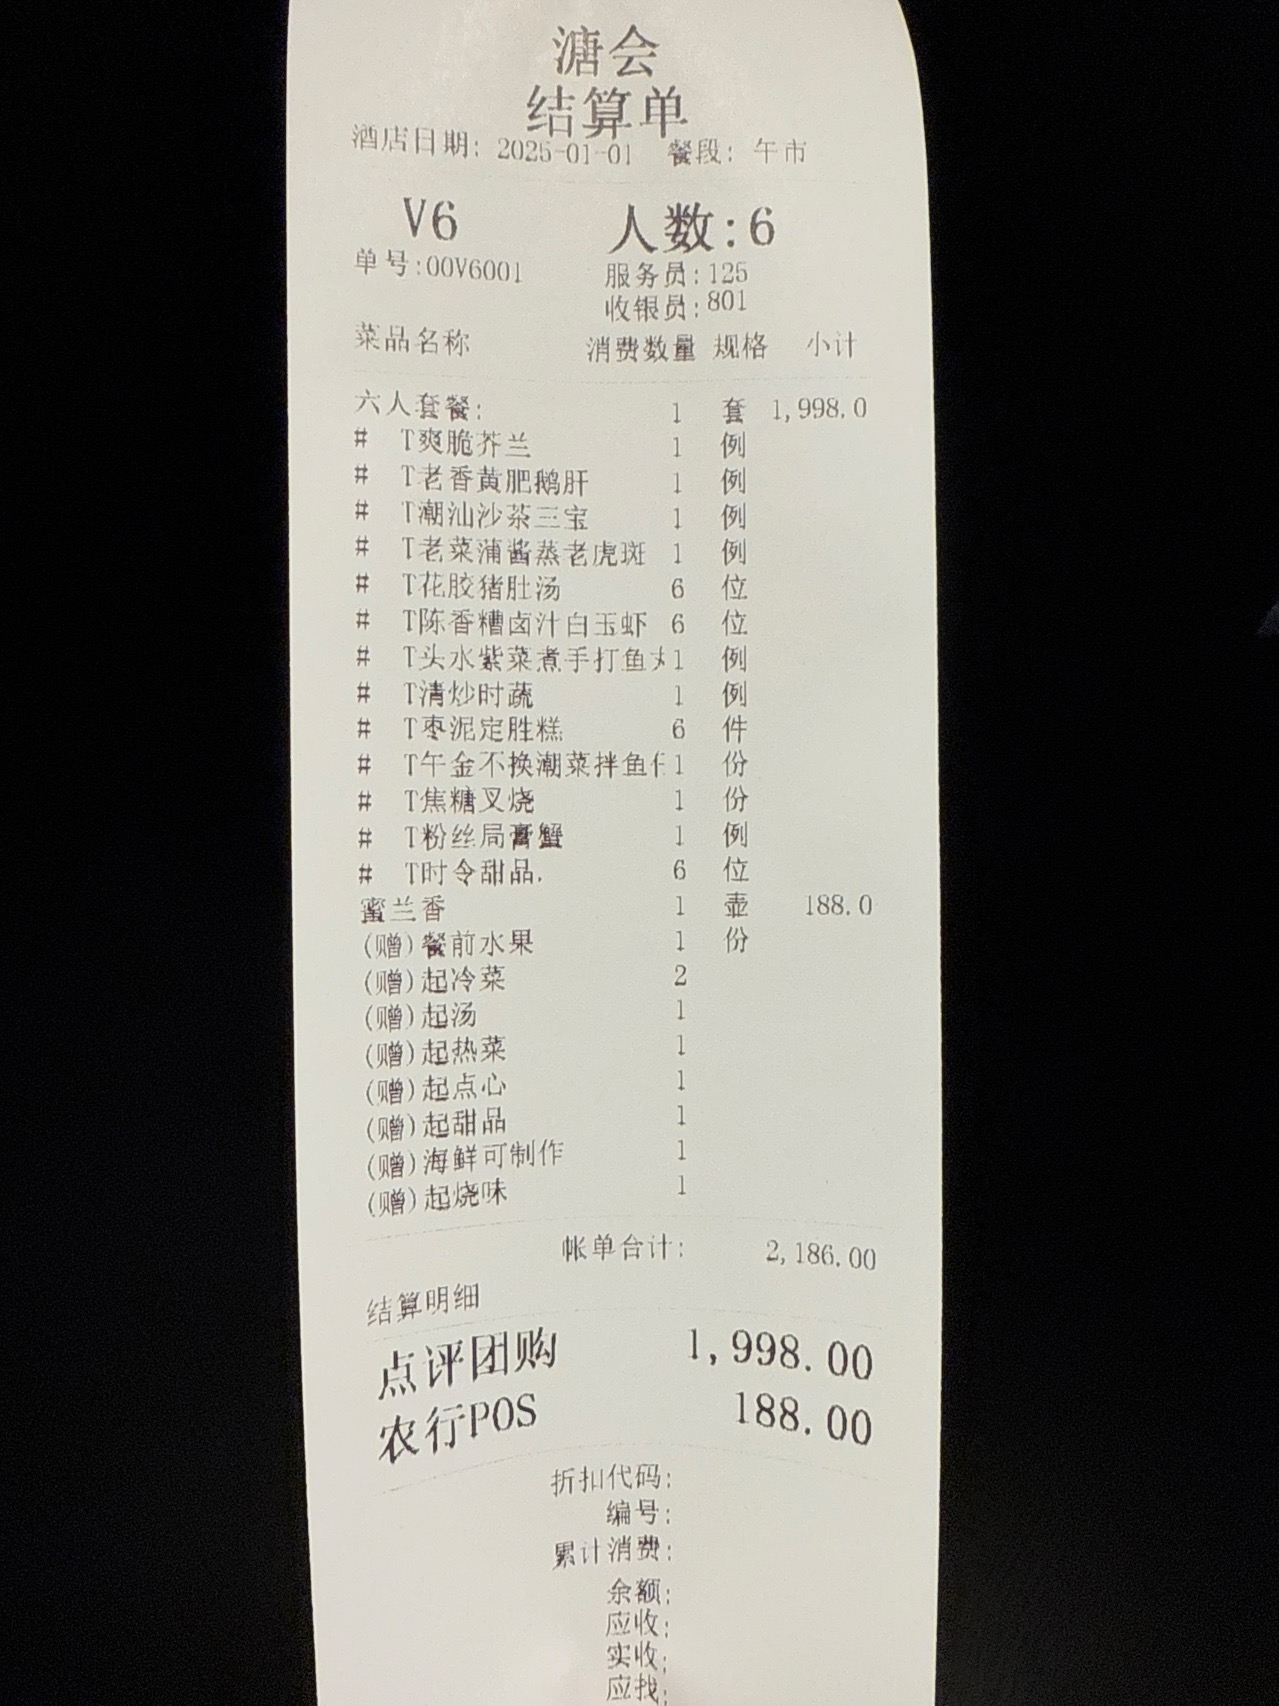 溏会
结算单
酒店日期: 2025-01-01 餐段: 午市
V6 人数:6
单号:00V6001 服务员:125
收银员:801
菜品名称 消费数量 规格 小计
六人套餐: 1 套 1,998.0
# T爽脆芥兰 1 例
# T老香黄肥鹅肝 1 例
# T潮汕沙茶三宝 1 例
# T老菜蒲酱蒸老虎斑 1 例
# T花胶猪肚汤 6 位
# T陈香糟卤汁白玉虾 6 位
# T头水紫菜煮手打鱼丸 1 例
# T清炒时蔬 1 例
# T枣泥定胜糕 6 件
# T午金不换潮菜拌鱼仔 1 份
# T焦糖叉烧 1 份
# T粉丝局膏蟹 1 例
# T时令甜品. 6 位
蜜兰香 1 壶 188.0
(赠)餐前水果 1 份
(赠)起冷菜 2
(赠)起汤 1
(赠)起热菜 1
(赠)起点心 1
(赠)起甜品 1
(赠)海鲜可制作 1
(赠)起烧味 1
帐单合计: 2,186.00
结算明细
点评团购 1,998.00
农行POS 188.00
折扣代码:
编号:
累计消费:
余额:
应收:
实收:
应找: